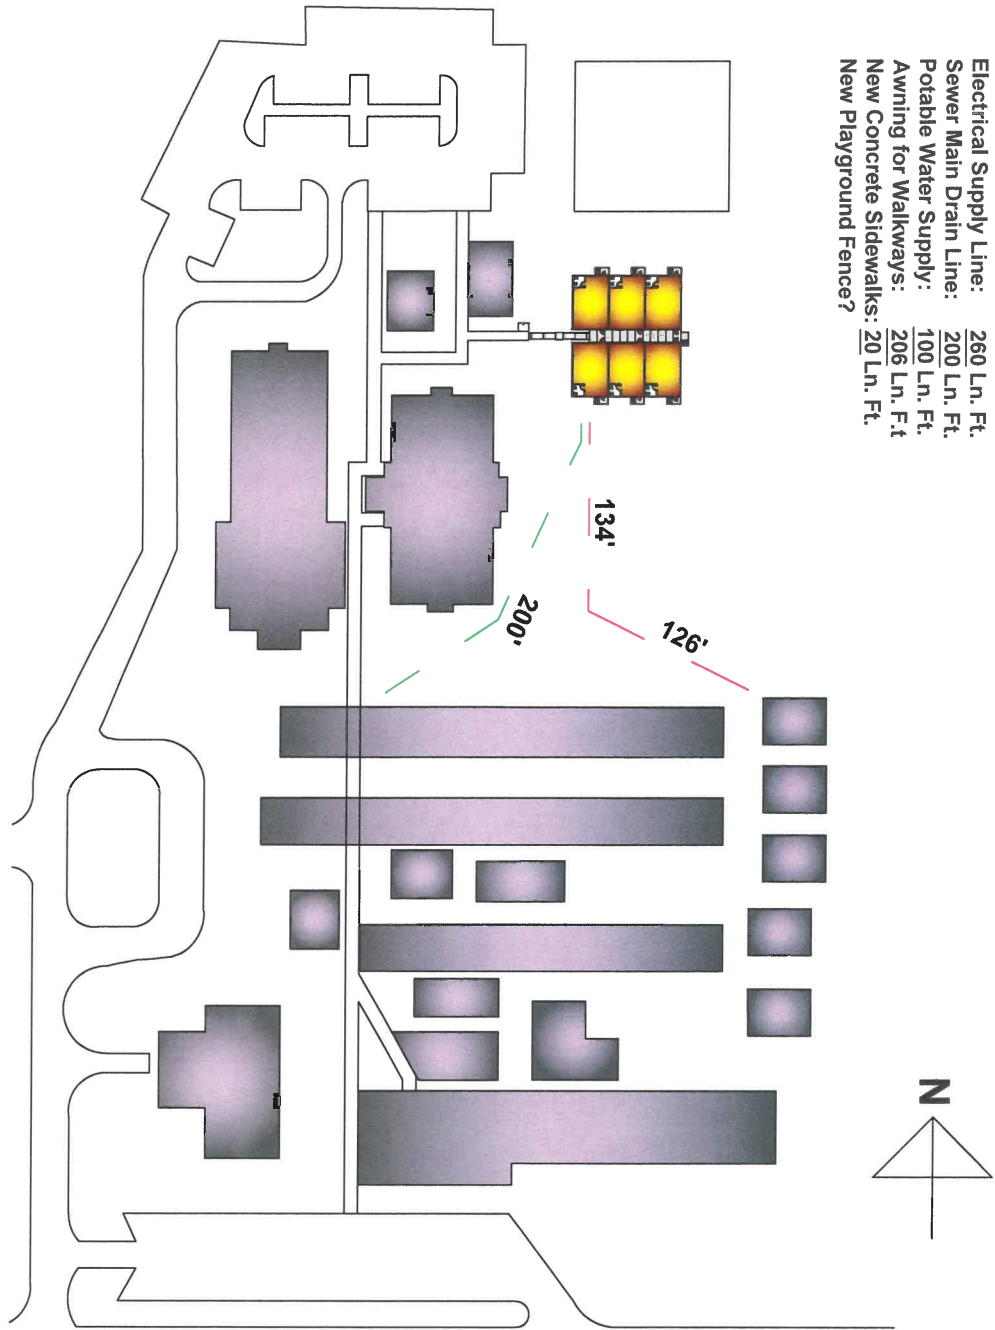 Electrical Supply Line: 260 Ln. Ft.
Sewer Main Drain Line: 200 Ln. Ft.
Potable Water Supply: 100 Ln. Ft.
Awning for Walkways: 206 Ln. F.t
New Concrete Sidewalks: 20 Ln. Ft.
New Playground Fence?
134'
126'
200'
N